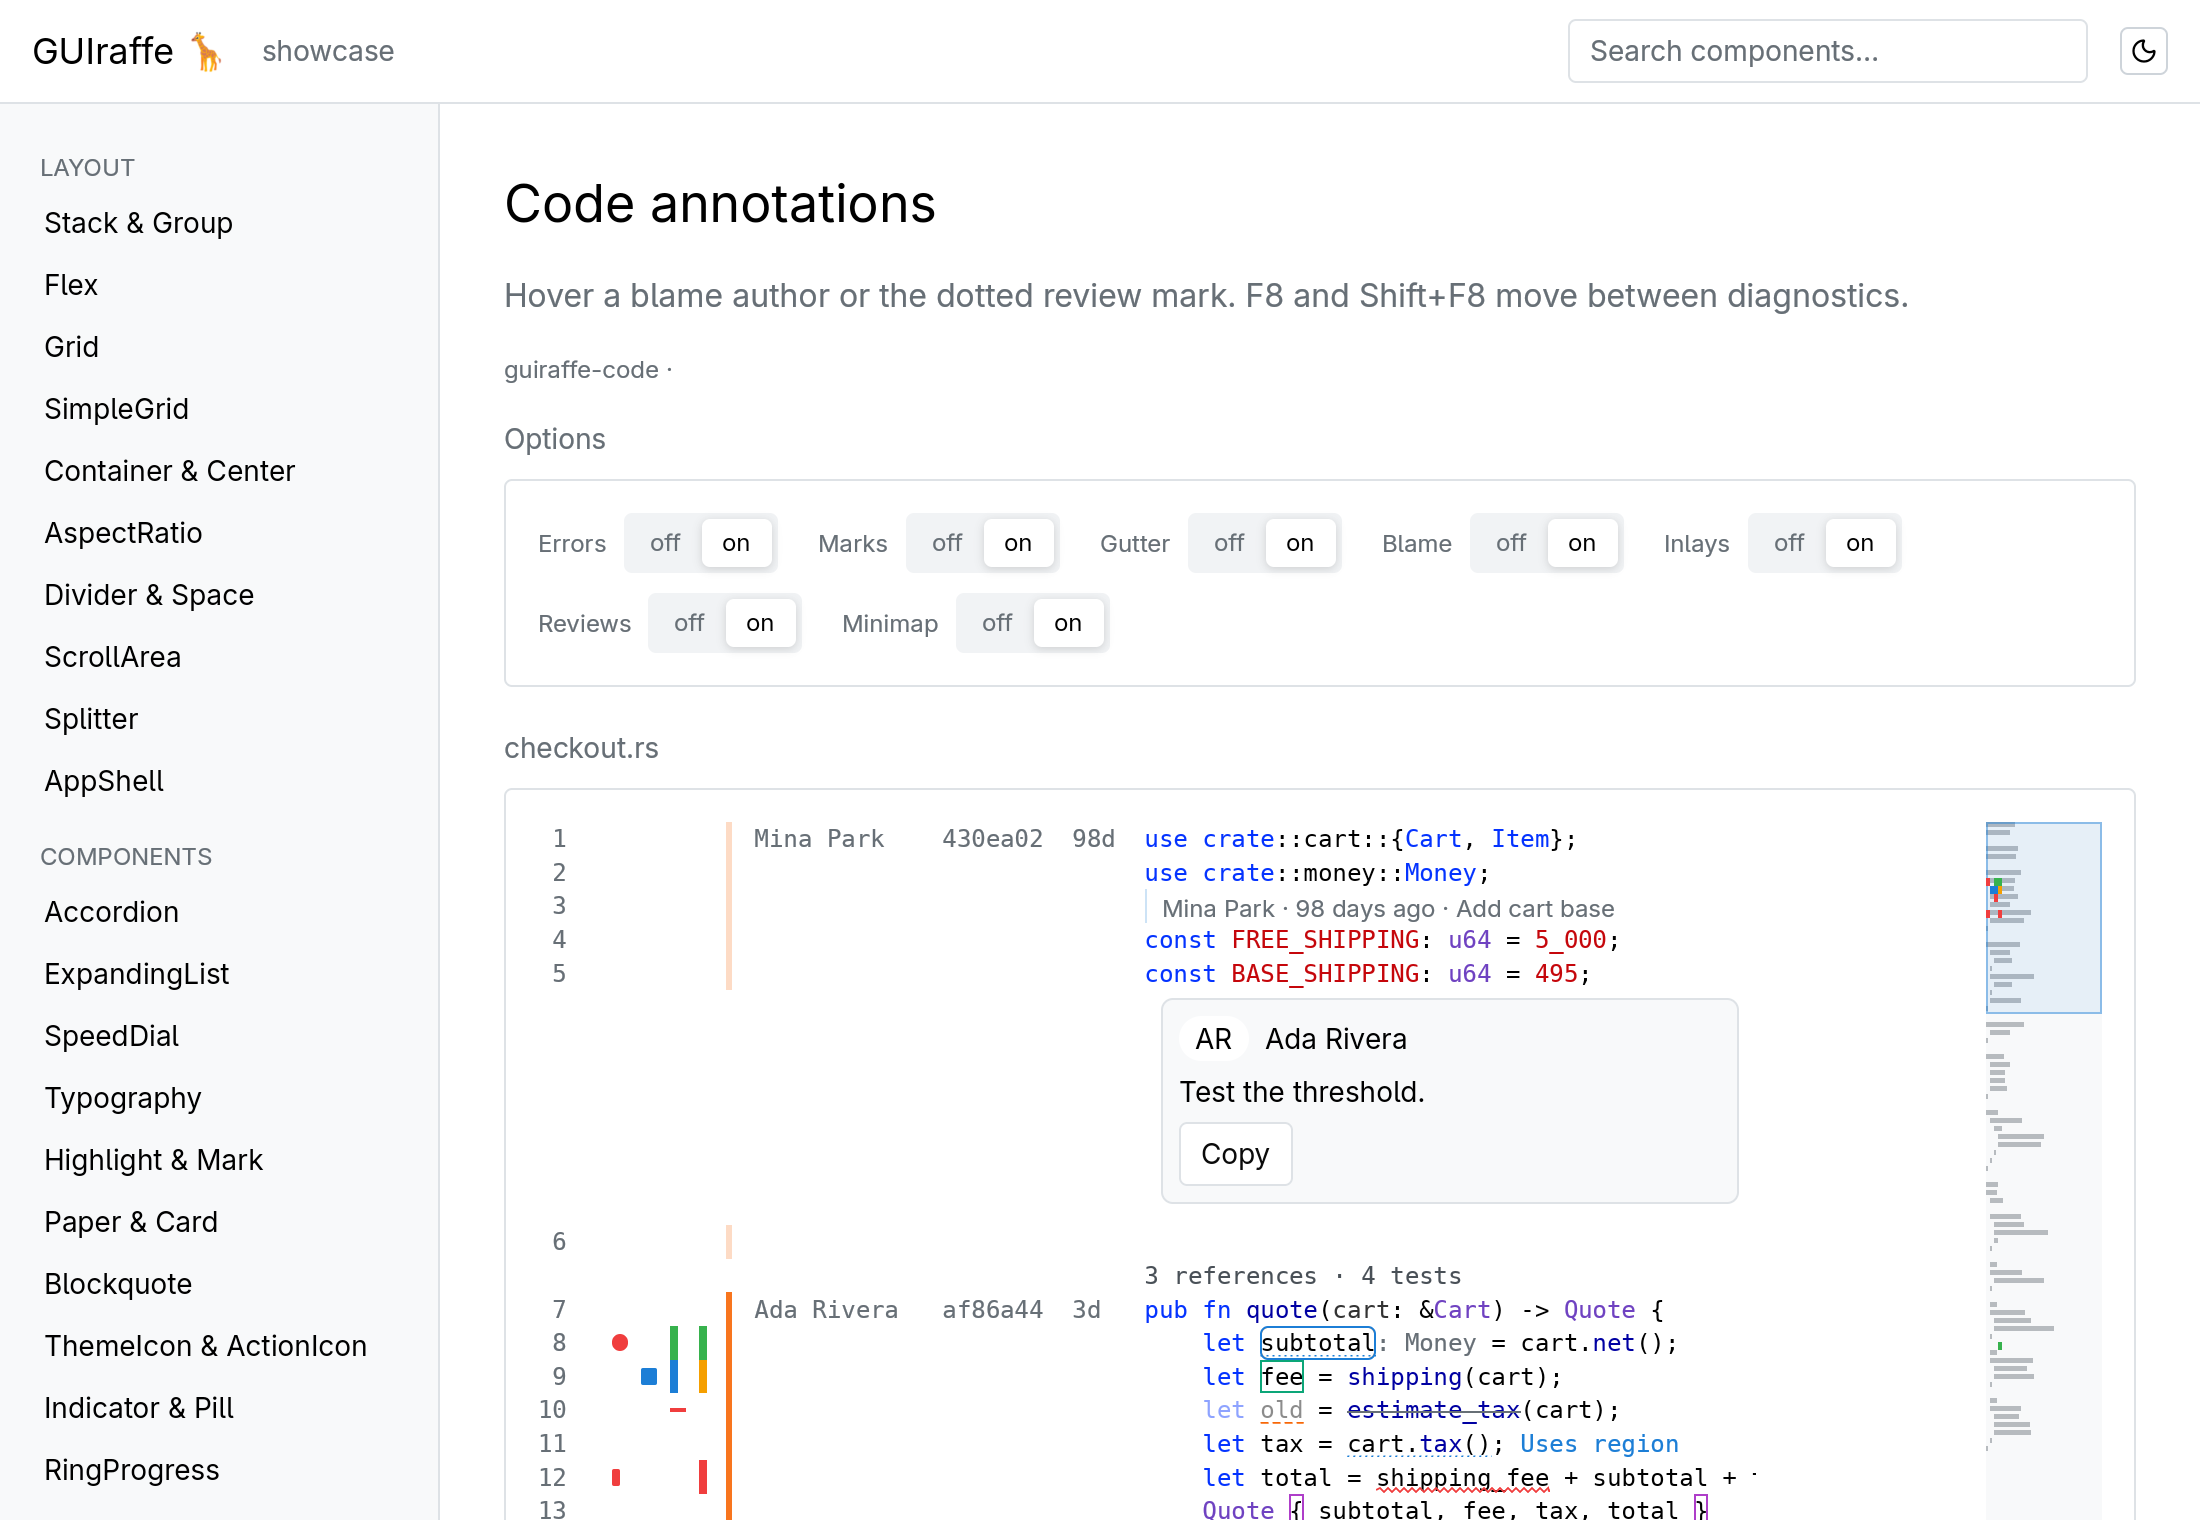 GUIraffe 🦒 showcase Search components...
LAYOUT
Stack & Group
Flex
Grid
SimpleGrid
Container & Center
AspectRatio
Divider & Space
ScrollArea
Splitter
AppShell
COMPONENTS
Accordion
ExpandingList
SpeedDial
Typography
Highlight & Mark
Paper & Card
Blockquote
ThemeIcon & ActionIcon
Indicator & Pill
RingProgress
Code annotations
Hover a blame author or the dotted review mark. F8 and Shift+F8 move between diagnostics.
guiraffe-code ·
Options
Errors off on Marks off on Gutter off on Blame off on Inlays off on
Reviews off on Minimap off on
checkout.rs
1 Mina Park 430ea02 98d use crate::cart::{Cart, Item};
2 use crate::money::Money;
3 Mina Park · 98 days ago · Add cart base
4 const FREE_SHIPPING: u64 = 5_000;
5 const BASE_SHIPPING: u64 = 495;
AR Ada Rivera
Test the threshold.
Copy
6
3 references · 4 tests
7 Ada Rivera af86a44 3d pub fn quote(cart: &Cart) -> Quote {
8 let subtotal: Money = cart.net();
9 let fee = shipping(cart);
10 let old = estimate_tax(cart);
11 let tax = cart.tax(); Uses region
12 let total = shipping_fee + subtotal +
13 Quote { subtotal, fee, tax, total }